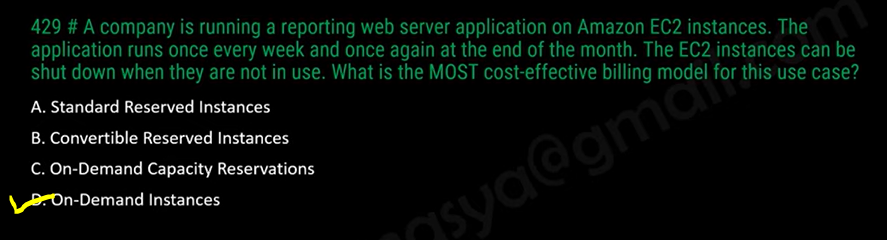 429 # A company is running a reporting web server application on Amazon EC2 instances. The
application runs once every week and once again at the end of the month. The EC2 instances can be
shut down when they are not in use. What is the MOST cost-effective billing model for this use case?
A. Standard Reserved Instances
B. Convertible Reserved Instances
C. On-Demand Capacity Reservations
D. On-Demand Instances